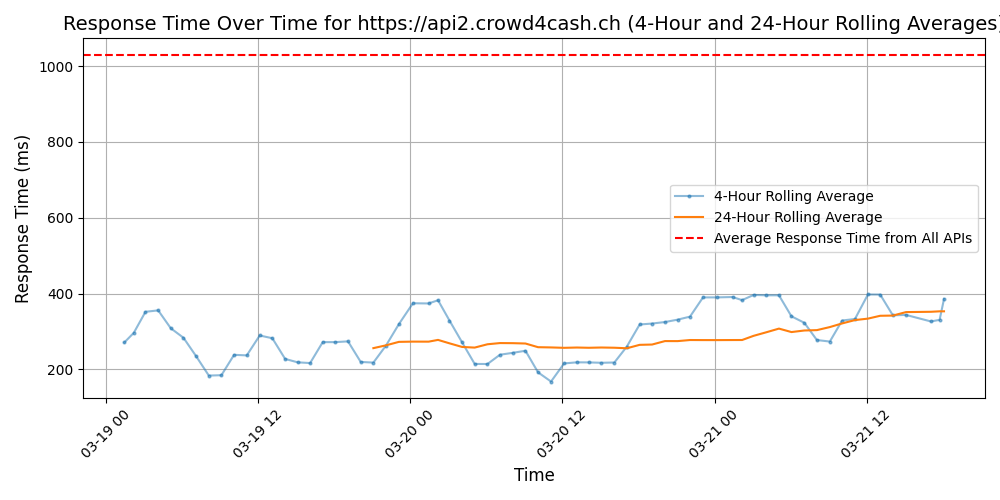 Response Time Over Time for https://api2.crowd4cash.ch (4-Hour and 24-Hour Rolling Averages)
Response Time (ms)
1000
800
600
400
200
4-Hour Rolling Average
24-Hour Rolling Average
Average Response Time from All APIs
03-19 00
03-19 12
03-20 00
03-20 12
03-21 00
03-21 12
Time